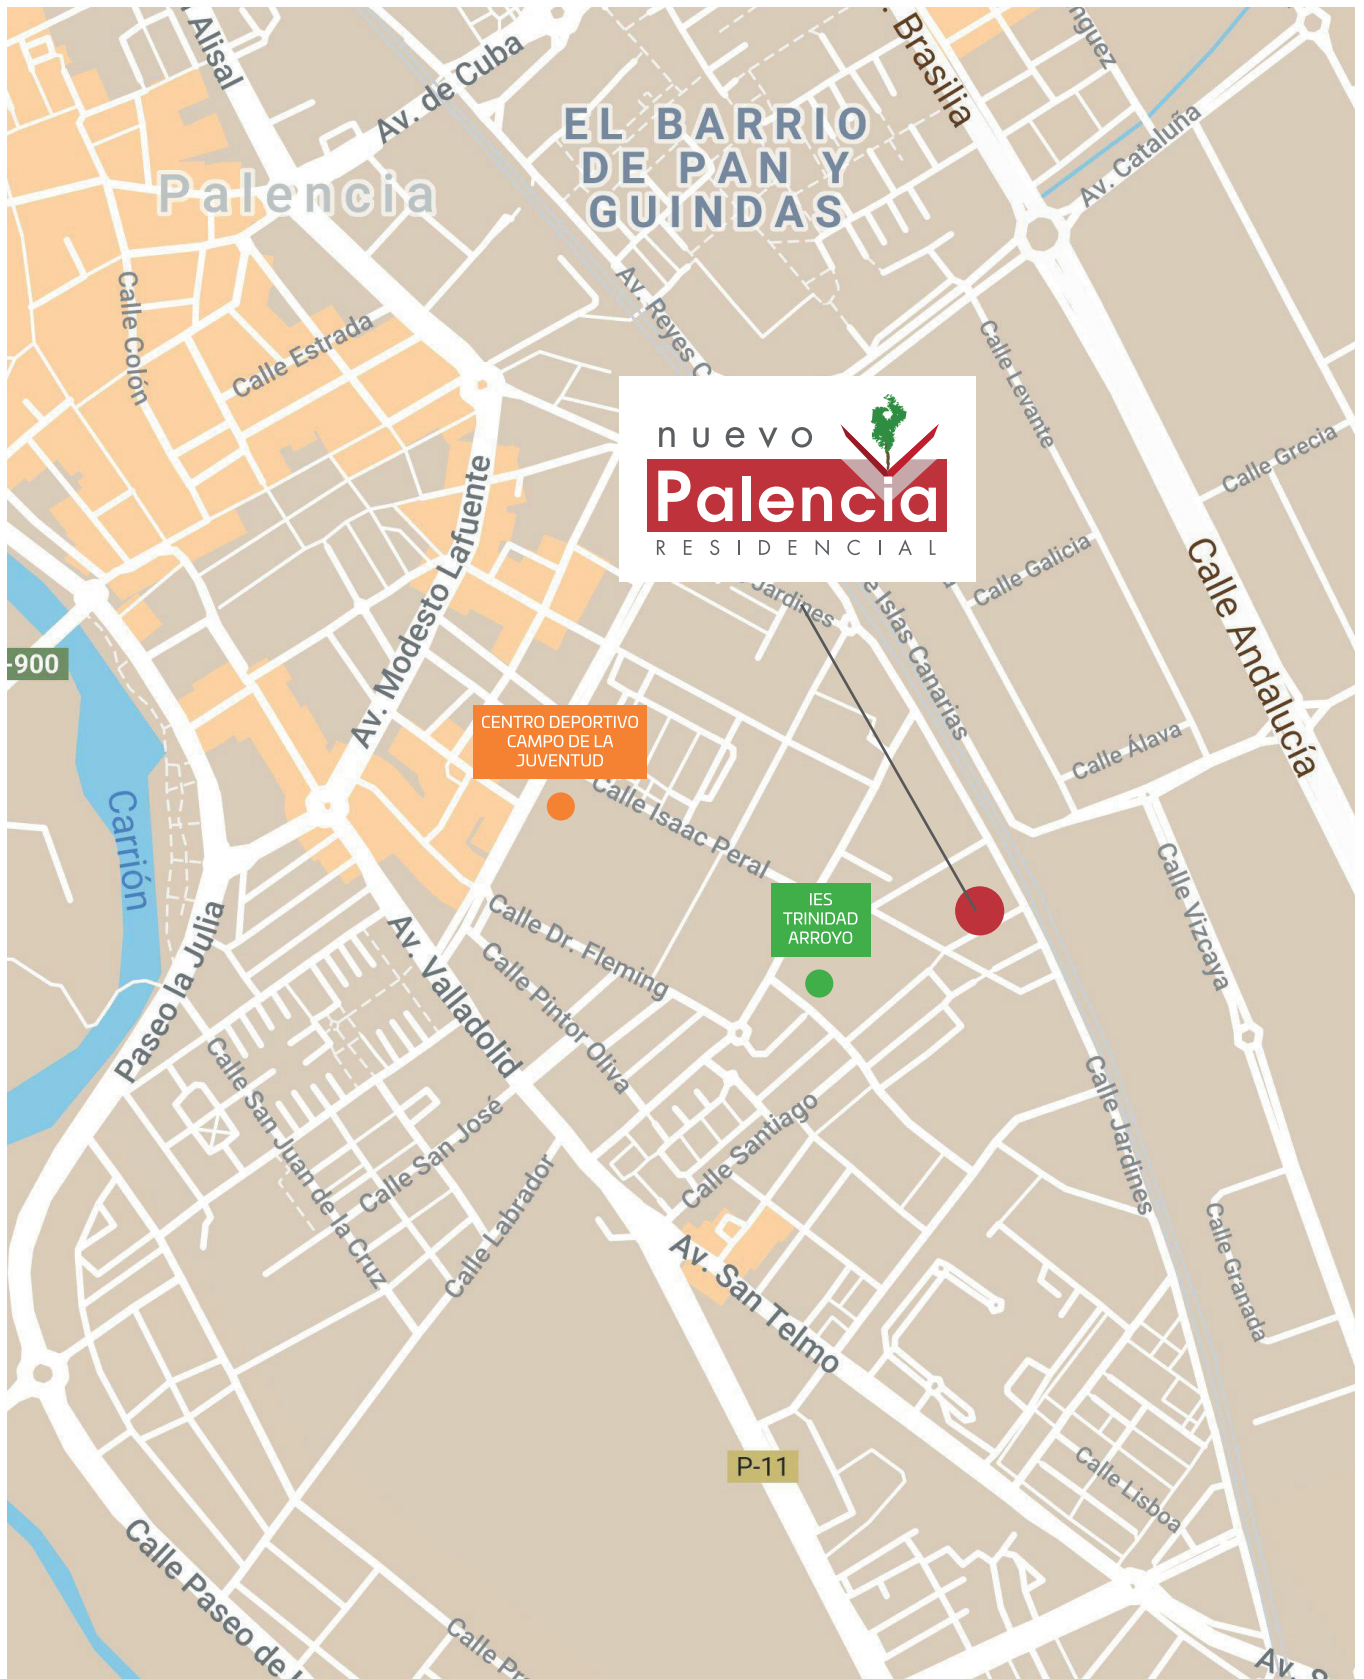 Alisal
Av. de Cuba
Brasilia
Av. Cataluña
EL BARRIO
DE PAN Y
GUINDAS
Palencia
Calle Colón
Calle Estrada
Av. Reyes C
Calle Levante
Calle Grecia
nuevo
Palencia
RESIDENCIAL
Av. Modesto Lafuente
Calle Galicia
Jardines
e Islas Canarias
Calle Andalucía
-900
CENTRO DEPORTIVO
CAMPO DE LA
JUVENTUD
Calle Álava
Carrión
Calle Isaac Peral
Calle Vizcaya
IES
TRINIDAD
ARROYO
Paseo la Julia
Av. Valladolid
Calle Dr. Fleming
Calle Pintor Oliva
Calle San Juan de la Cruz
Calle San José
Calle Labrador
Calle Santiago
Calle Jardines
Calle Granada
Av. San Telmo
P-11
Calle Lisboa
Calle Paseo de
Calle Pr
Av. S